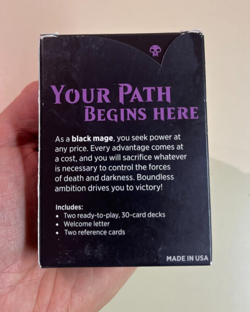 YOUR PATH
BEGINS HERE
As a black mage, you seek power at
any price. Every advantage comes at
a cost, and you will sacrifice whatever
is necessary to control the forces
of death and darkness. Boundless
ambition drives you to victory!
Includes:
• Two ready-to-play, 30-card decks
• Welcome letter
• Two reference cards
MADE IN USA